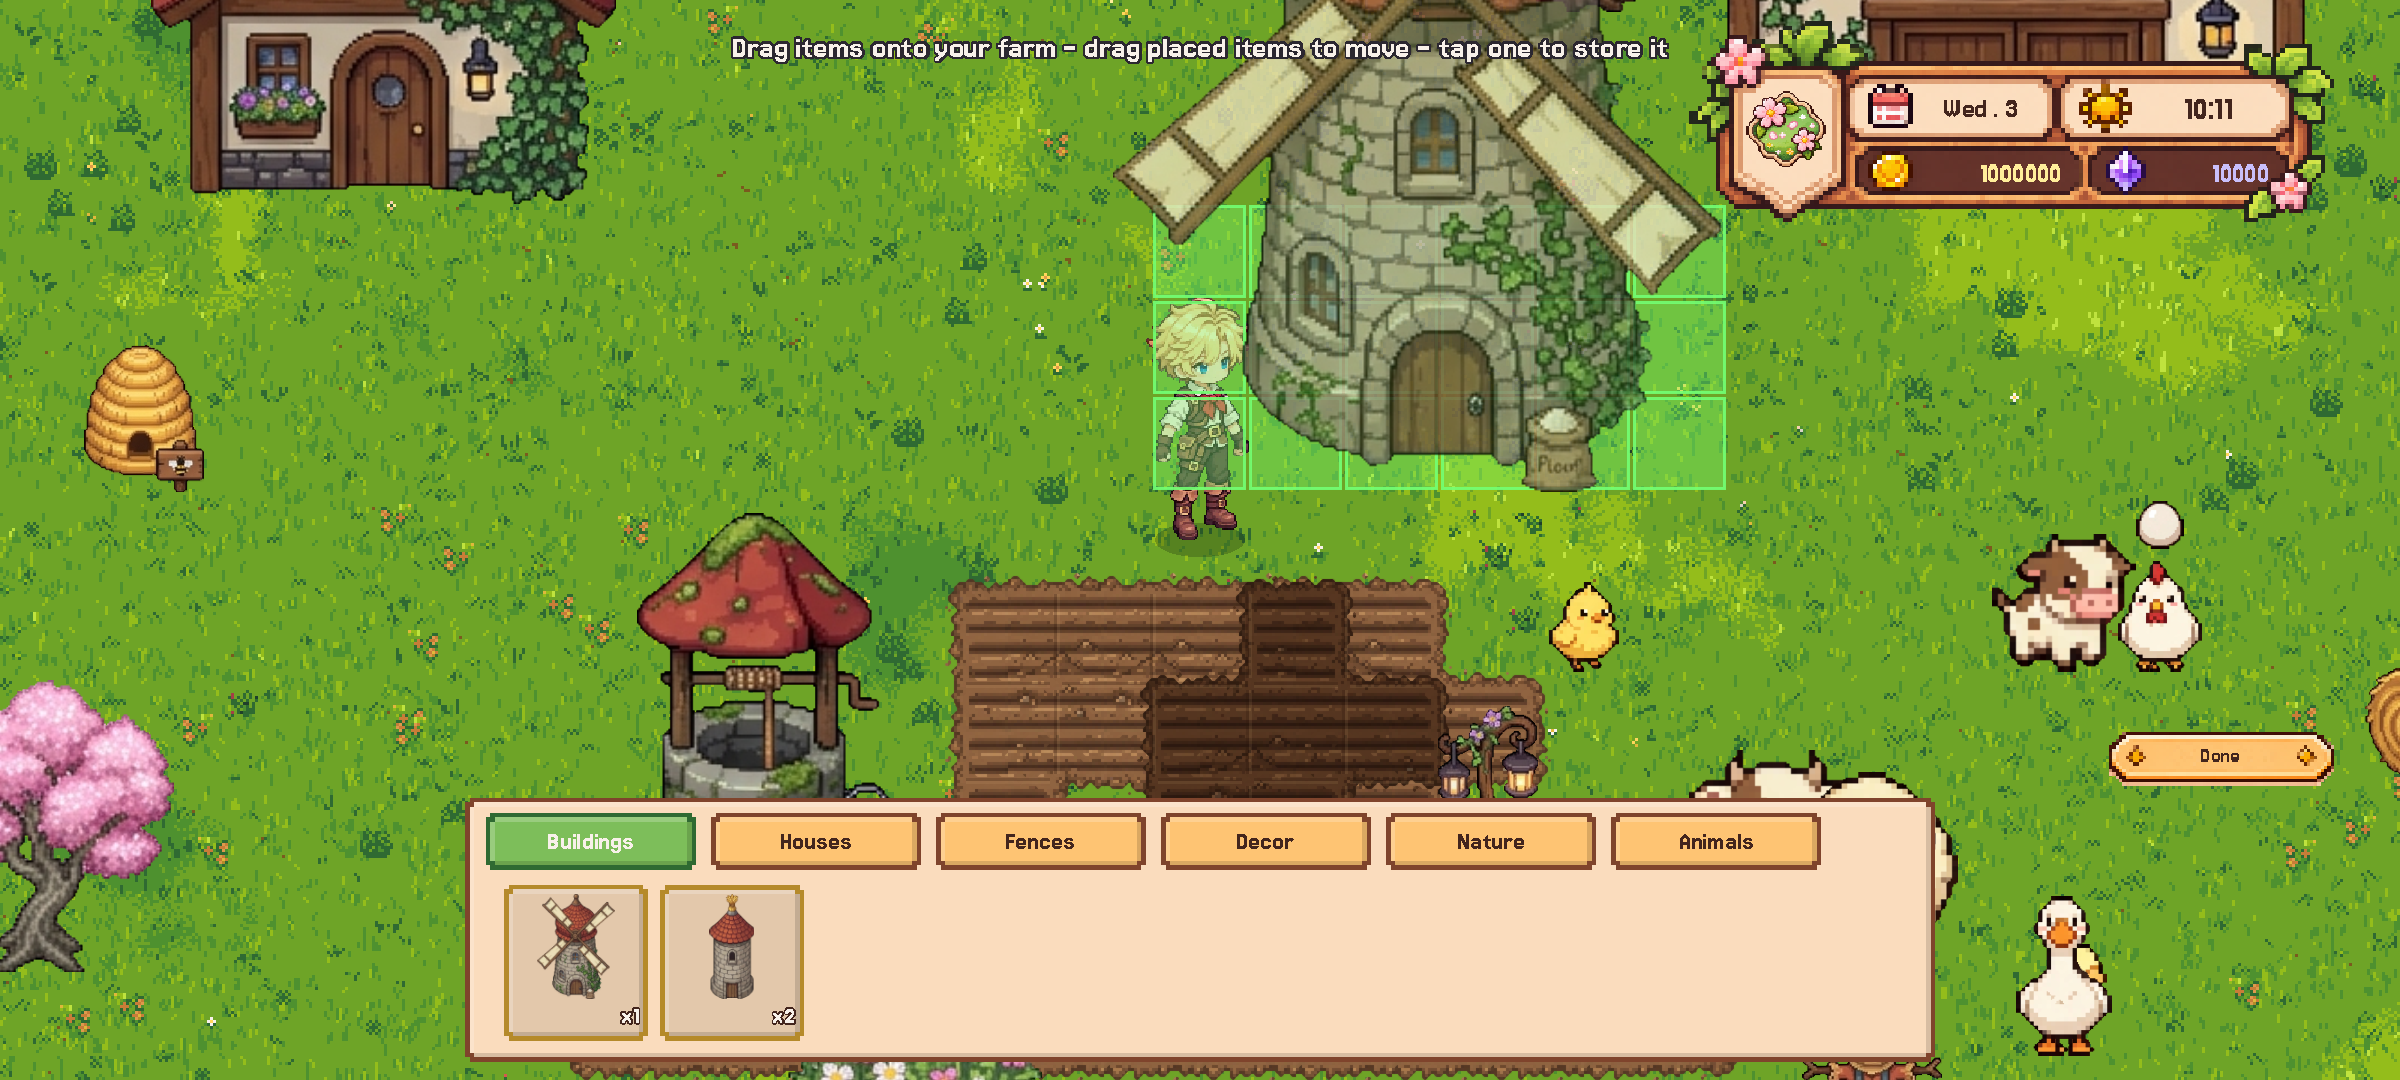 Drag items onto your farm - drag placed items to move - tap one to store it
Wed. 3
10:11
1000000
10000
Flour
Done
Buildings
Houses
Fences
Decor
Nature
Animals
x1
x2